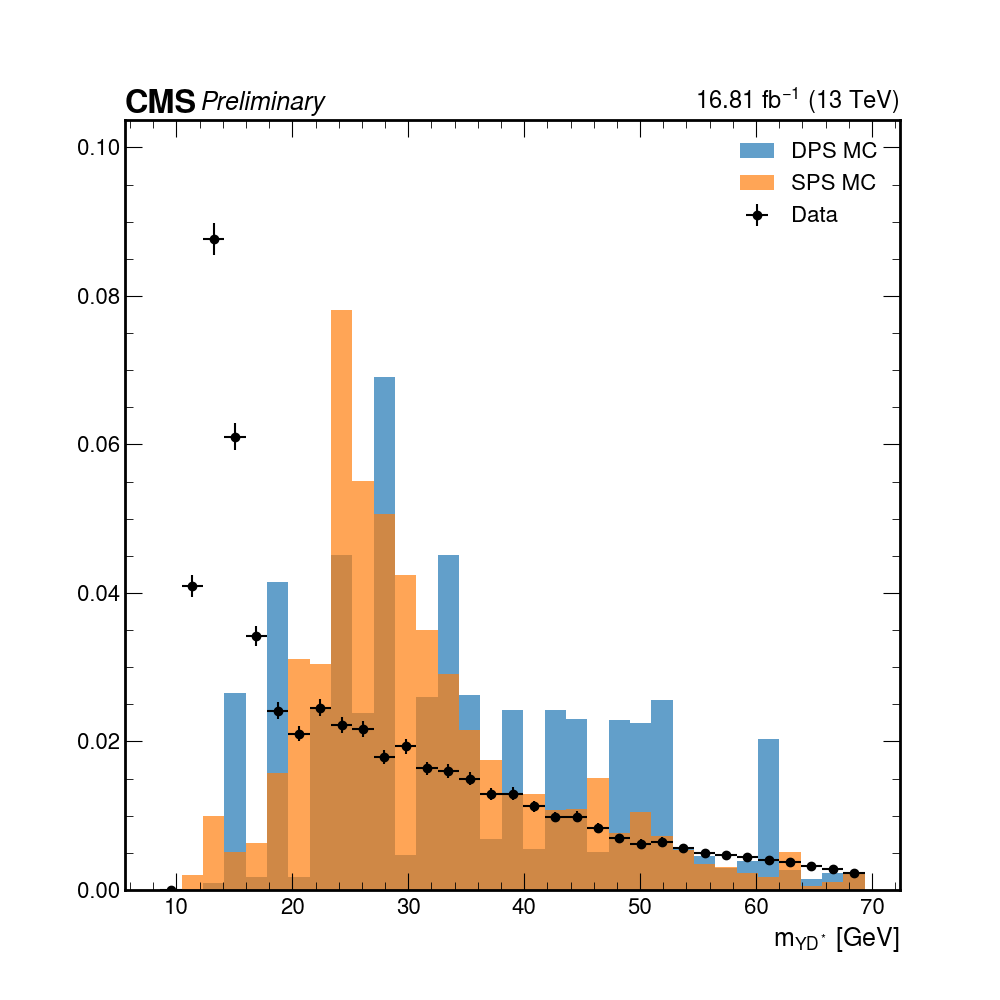 CMS Preliminary 16.81 fb⁻¹ (13 TeV)
DPS MC
SPS MC
Data
0.10
0.08
0.06
0.04
0.02
0.00
10 20 30 40 50 60 70
m_YD* [GeV]